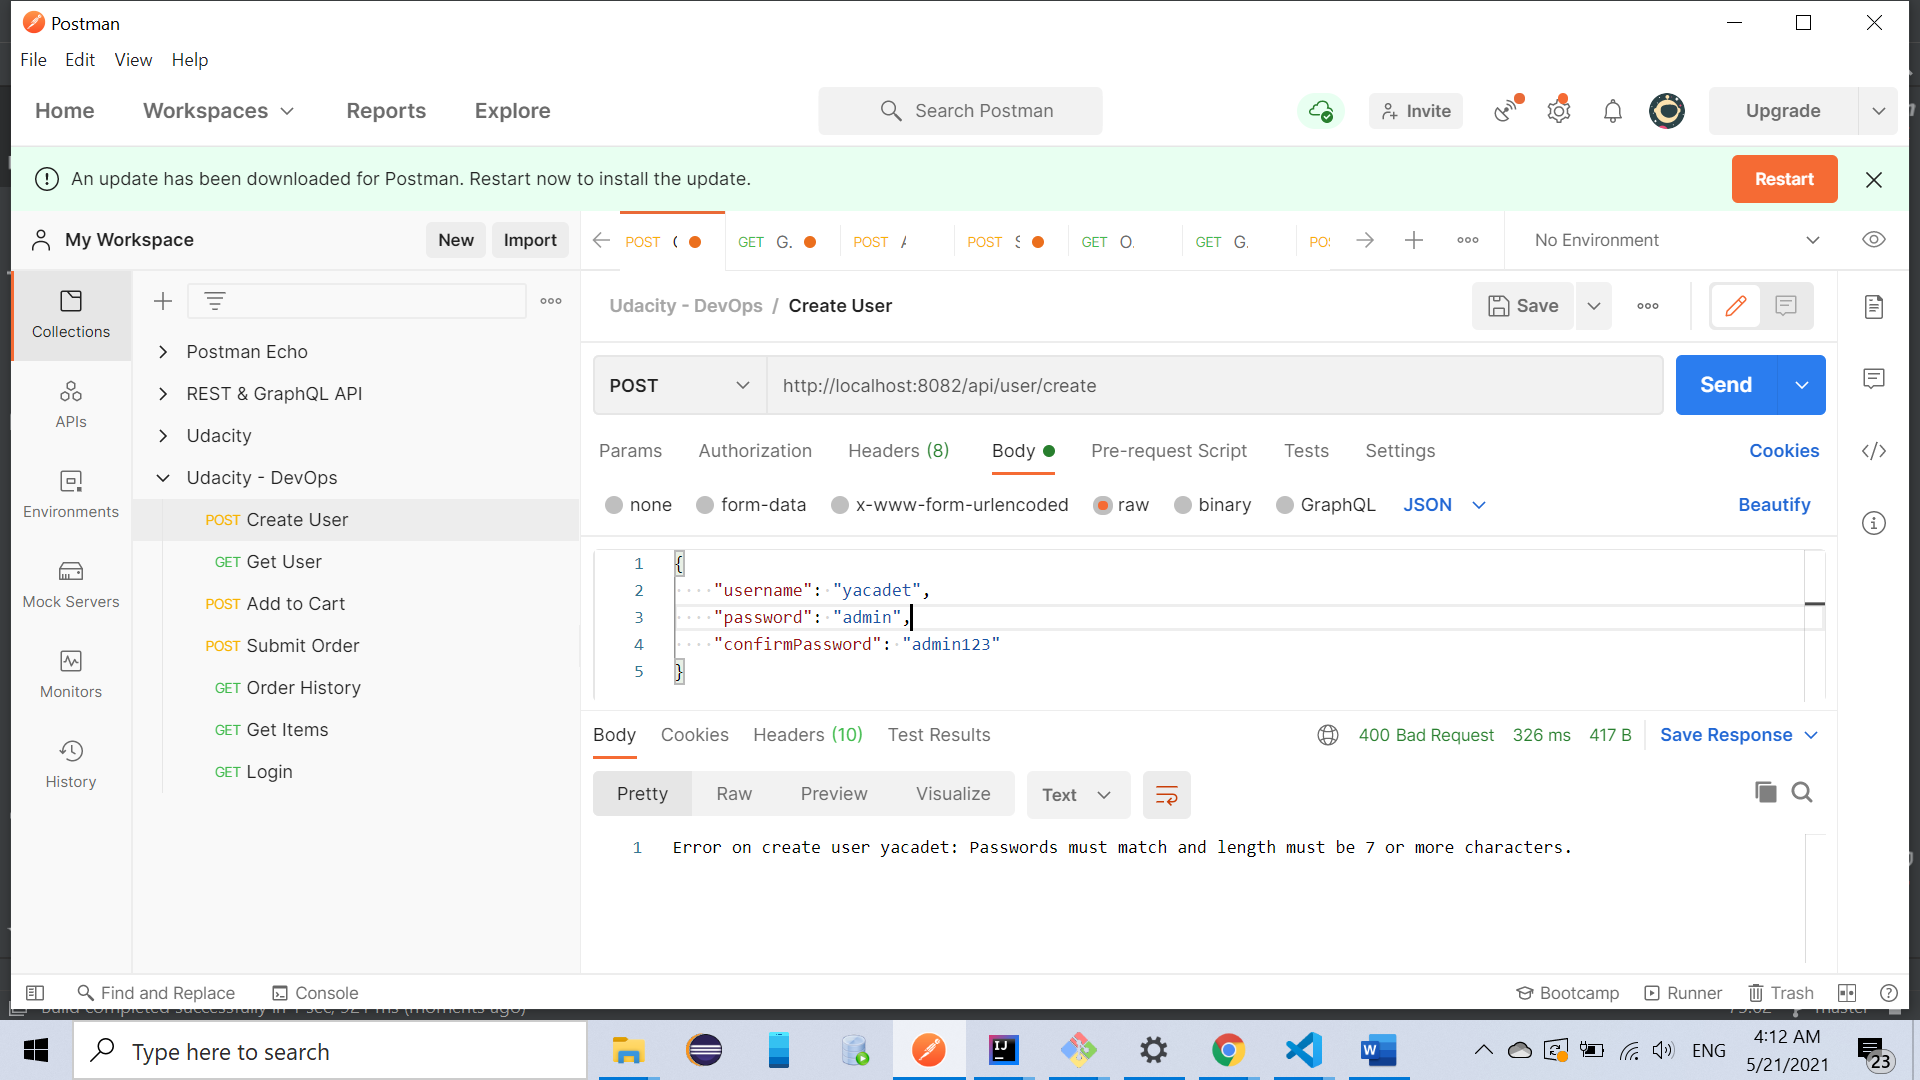 Postman
File Edit View Help
Home Workspaces Reports Explore Search Postman Invite Upgrade
An update has been downloaded for Postman. Restart now to install the update. Restart
My Workspace New Import POST GET G. POST GET O. GET G. No Environment
Collections
APIs
Environments
Mock Servers
Monitors
History
Postman Echo
REST & GraphQL API
Udacity
Udacity - DevOps
POST Create User
GET Get User
POST Add to Cart
POST Submit Order
GET Order History
GET Get Items
GET Login
Udacity - DevOps / Create User Save
POST http://localhost:8082/api/user/create Send
Params Authorization Headers (8) Body Pre-request Script Tests Settings Cookies
none form-data x-www-form-urlencoded raw binary GraphQL JSON Beautify
1 {
2 "username": "yacadet",
3 "password": "admin",
4 "confirmPassword": "admin123"
5 }
Body Cookies Headers (10) Test Results 400 Bad Request 326 ms 417 B Save Response
Pretty Raw Preview Visualize Text
1 Error on create user yacadet: Passwords must match and length must be 7 or more characters.
Find and Replace Console Bootcamp Runner Trash
Type here to search ENG 4:12 AM
5/21/2021 23